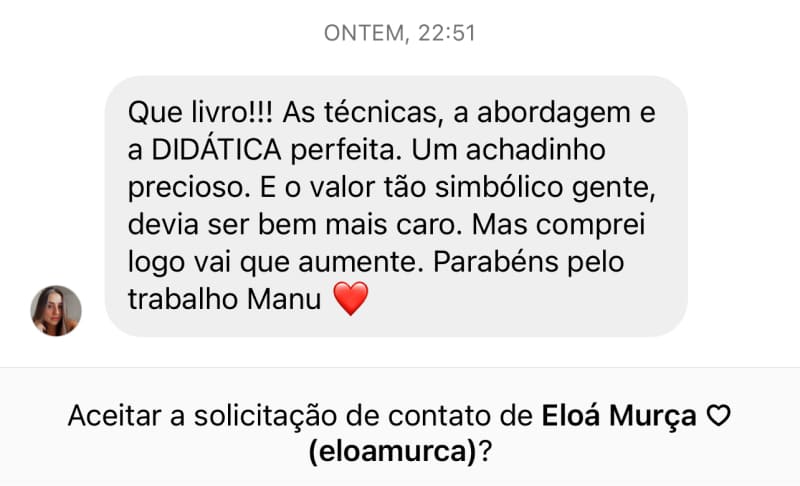 ONTEM, 22:51
Que livro!!! As técnicas, a abordagem e
a DIDÁTICA perfeita. Um achadinho
precioso. E o valor tão simbólico gente,
devia ser bem mais caro. Mas comprei
logo vai que aumente. Parabéns pelo
trabalho Manu ❤️
Aceitar a solicitação de contato de Eloá Murça ♡
(eloamurca)?